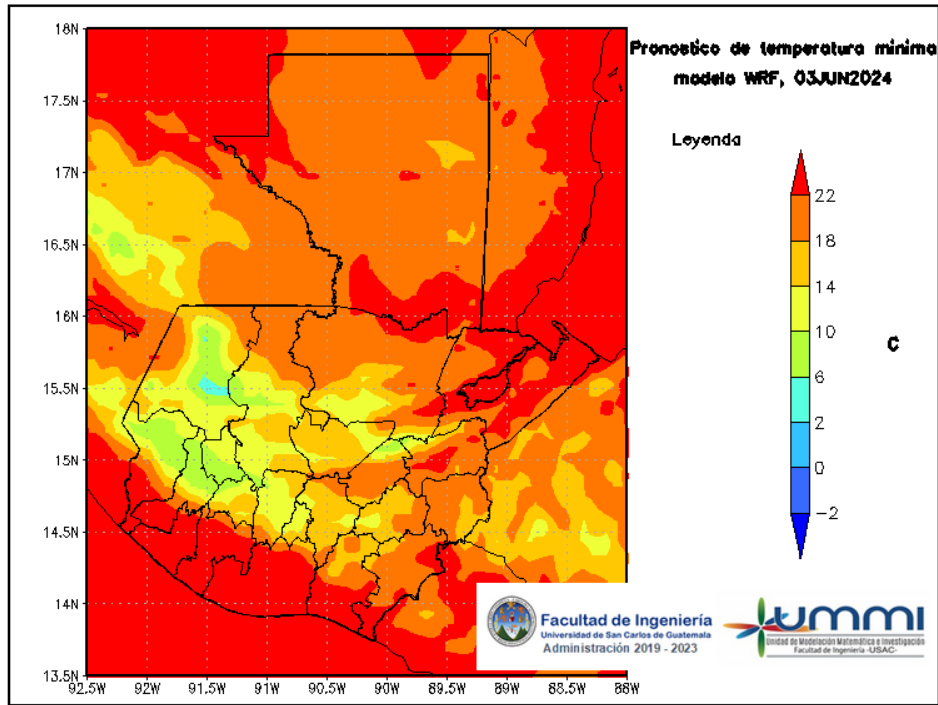 Pronostico de temperatura minima
modelo WRF, 03JUN2024
Leyenda
22
18
14
10
6
2
0
−2
C
18N
17.5N
17N
16.5N
16N
15.5N
15N
14.5N
14N
13.5N
92.5W 92W 91.5W 91W 90.5W 90W 89.5W 89W 88.5W 88W
Facultad de Ingeniería
Universidad de San Carlos de Guatemala
Administración 2019 - 2023
ummi
Unidad de Modelación Matemática e Investigación
Facultad de Ingeniería -USAC-